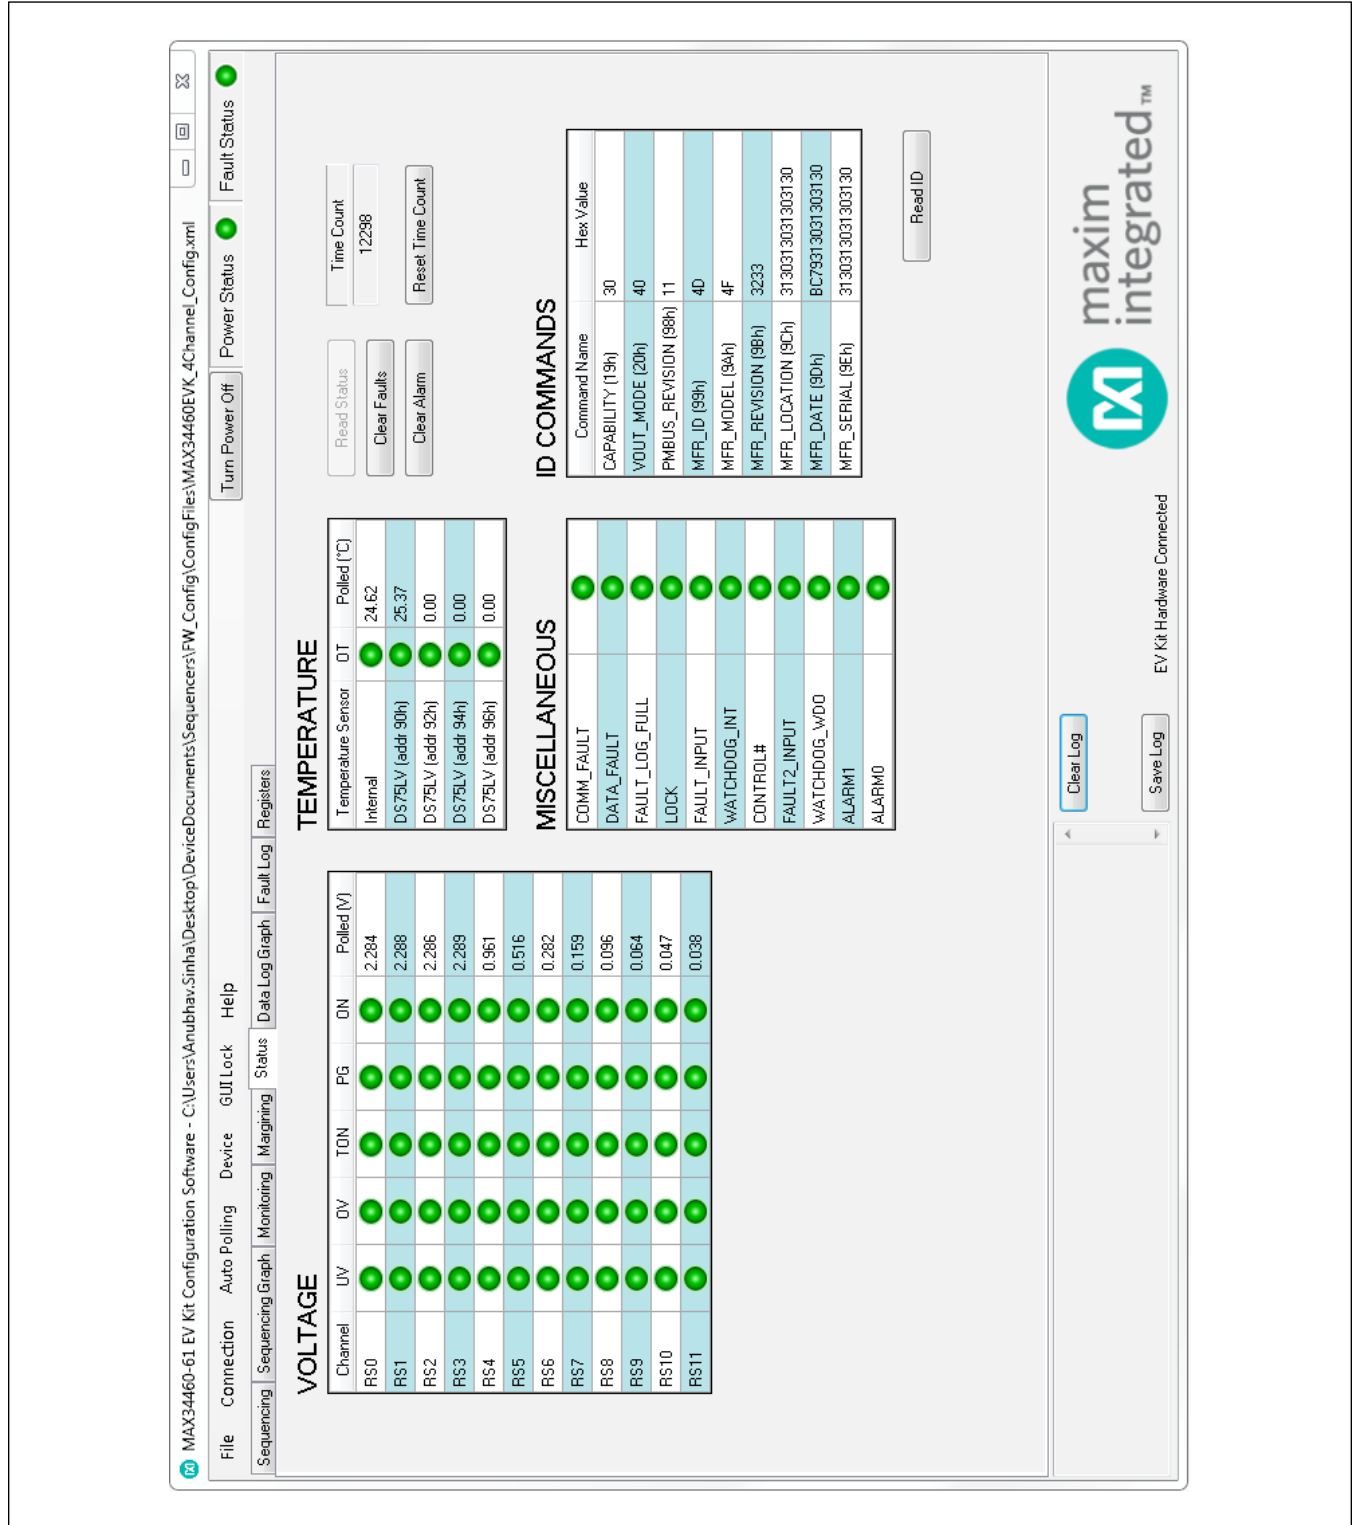 MAX34460-61 EV Kit Configuration Software - C:\Users\Anubhav.Sinha\Desktop\DeviceDocuments\Sequencers\FW_Config\ConfigFiles\MAX34460EVK_4Channel_Config.xml
File Connection Auto Polling Device GUI Lock Help Turn Power Off Power Status Fault Status
Sequencing Sequencing Graph Monitoring Margining Status Data Log Graph Fault Log Registers
VOLTAGE
Channel UV OV TON PG ON Polled (V)
RS0 2.284
RS1 2.288
RS2 2.286
RS3 2.289
RS4 0.961
RS5 0.516
RS6 0.282
RS7 0.159
RS8 0.096
RS9 0.064
RS10 0.047
RS11 0.038
TEMPERATURE
Temperature Sensor OT Polled (°C)
Internal 24.62
DS75LV (addr 90h) 25.37
DS75LV (addr 92h) 0.00
DS75LV (addr 94h) 0.00
DS75LV (addr 96h) 0.00
Read Status
Clear Faults
Clear Alarm
Time Count
12298
Reset Time Count
MISCELLANEOUS
COMM_FAULT
DATA_FAULT
FAULT_LOG_FULL
LOCK
FAULT_INPUT
WATCHDOG_INT
CONTROL#
FAULT2_INPUT
WATCHDOG_WDO
ALARM1
ALARM0
ID COMMANDS
Command Name Hex Value
CAPABILITY (19h) 30
VOUT_MODE (20h) 40
PMBUS_REVISION (98h) 11
MFR_ID (99h) 4D
MFR_MODEL (9Ah) 4F
MFR_REVISION (9Bh) 3233
MFR_LOCATION (9Ch) 3130313031303130
MFR_DATE (9Dh) BC79313031303130
MFR_SERIAL (9Eh) 3130313031303130
Read ID
Clear Log
Save Log
EV Kit Hardware Connected
maxim
integrated™